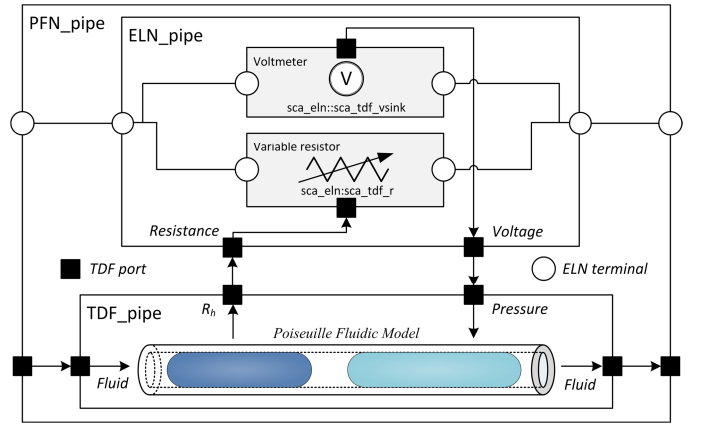 PFN_pipe
ELN_pipe
Voltmeter
V
sca_eln::sca_tdf_vsink
Variable resistor
sca_eln:sca_tdf_r
Resistance
Voltage
TDF port
ELN terminal
TDF_pipe
Rh
Pressure
Poiseuille Fluidic Model
Fluid
Fluid